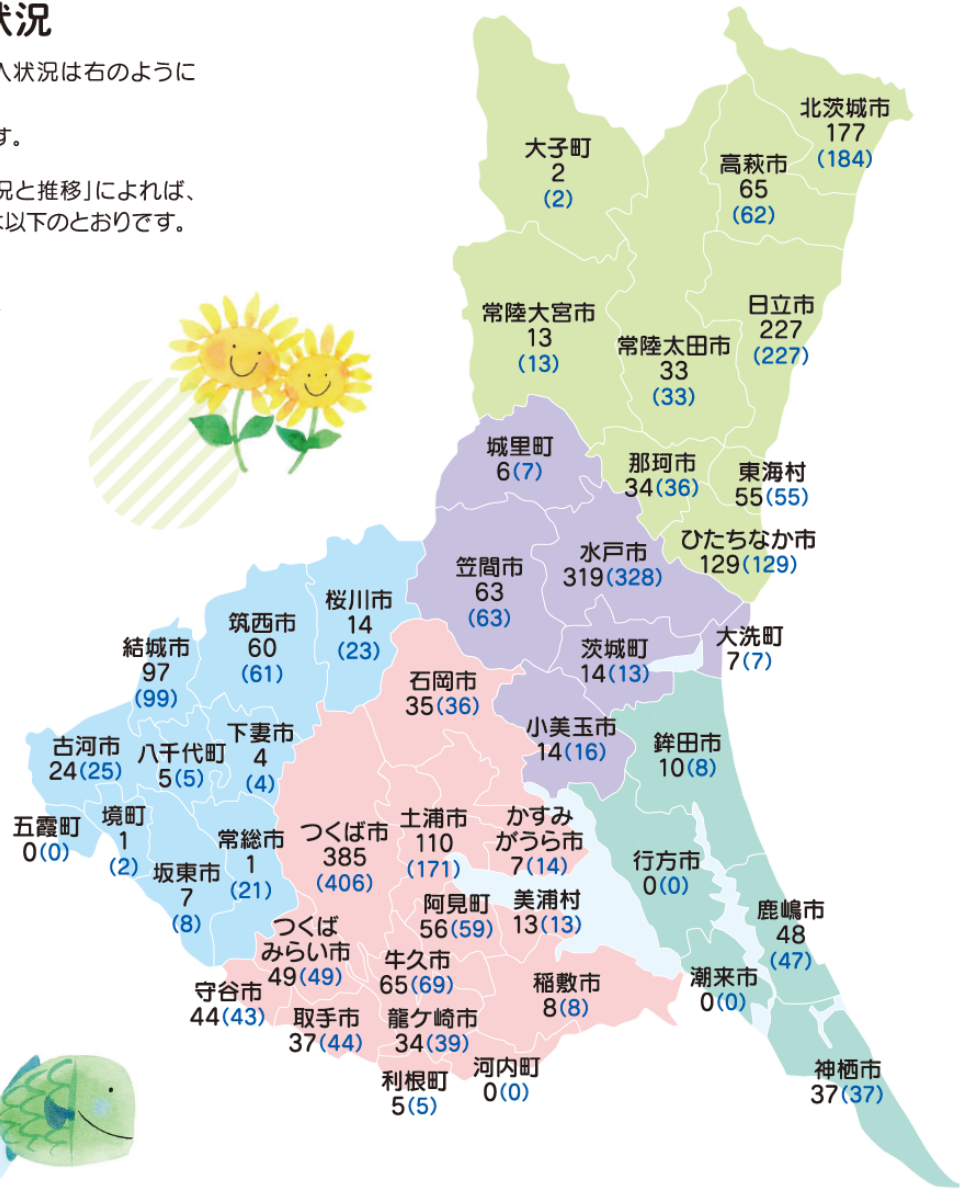 状況
入状況は右のように
す。
況と推移」によれば、
は以下のとおりです。
北茨城市
177
(184)
大子町
2
(2)
高萩市
65
(62)
常陸大宮市
13
(13)
日立市
227
(227)
常陸太田市
33
(33)
城里町
6(7)
那珂市
34(36)
東海村
55(55)
ひたちなか市
129(129)
水戸市
319(328)
笠間市
63
(63)
桜川市
14
(23)
筑西市
60
(61)
結城市
97
(99)
大洗町
7(7)
茨城町
14(13)
石岡市
35(36)
小美玉市
14(16)
鉾田市
10(8)
古河市
24(25)
八千代町
5(5)
下妻市
4
(4)
五霞町
0(0)
境町
1
(2)
坂東市
7
(8)
常総市
1
(21)
つくば市
385
(406)
土浦市
110
(171)
かすみ
がうら市
7(14)
行方市
0(0)
阿見町
56(59)
美浦村
13(13)
鹿嶋市
48
(47)
つくば
みらい市
49(49)
牛久市
65(69)
稲敷市
8(8)
潮来市
0(0)
守谷市
44(43)
取手市
37(44)
龍ケ崎市
34(39)
利根町
5(5)
河内町
0(0)
神栖市
37(37)